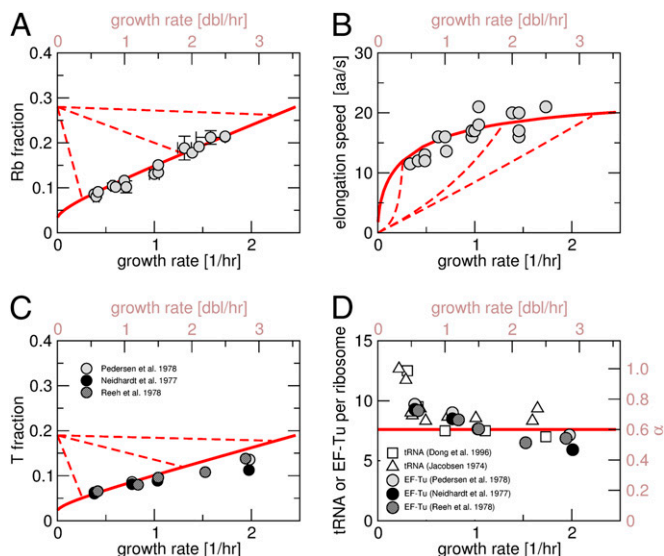 A
growth rate [dbl/hr]
0 1 2 3
0.4
0.3
0.2
0.1
0
Rb fraction
0 1 2
growth rate [1/hr]
B
growth rate [dbl/hr]
0 1 2 3
30
25
20
15
10
5
0
elongation speed [aa/s]
0 1 2
growth rate [1/hr]
C
growth rate [dbl/hr]
0 1 2 3
0.4
0.3
0.2
0.1
0
T fraction
Pedersen et al. 1978
Neidhardt et al. 1977
Reeh et al. 1978
0 1 2
growth rate [1/hr]
D
growth rate [dbl/hr]
0 1 2 3
15
10
5
0
tRNA or EF-Tu per ribosome
1.0
0.8
0.6
0.4
0.2
0
α
tRNA (Dong et al. 1996)
tRNA (Jacobsen 1974)
EF-Tu (Pedersen et al. 1978)
EF-Tu (Neidhardt et al. 1977)
EF-Tu (Reeh et al. 1978)
0 1 2
growth rate [1/hr]